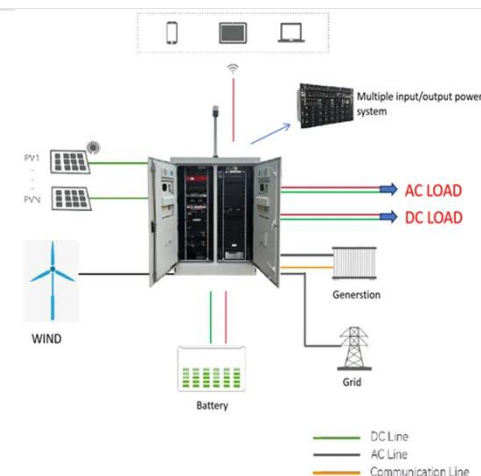 Multiple input/output power
system
PV1
PVN
AC LOAD
DC LOAD
WIND
Generstion
Grid
Battery
DC Line
AC Line
Communication Line